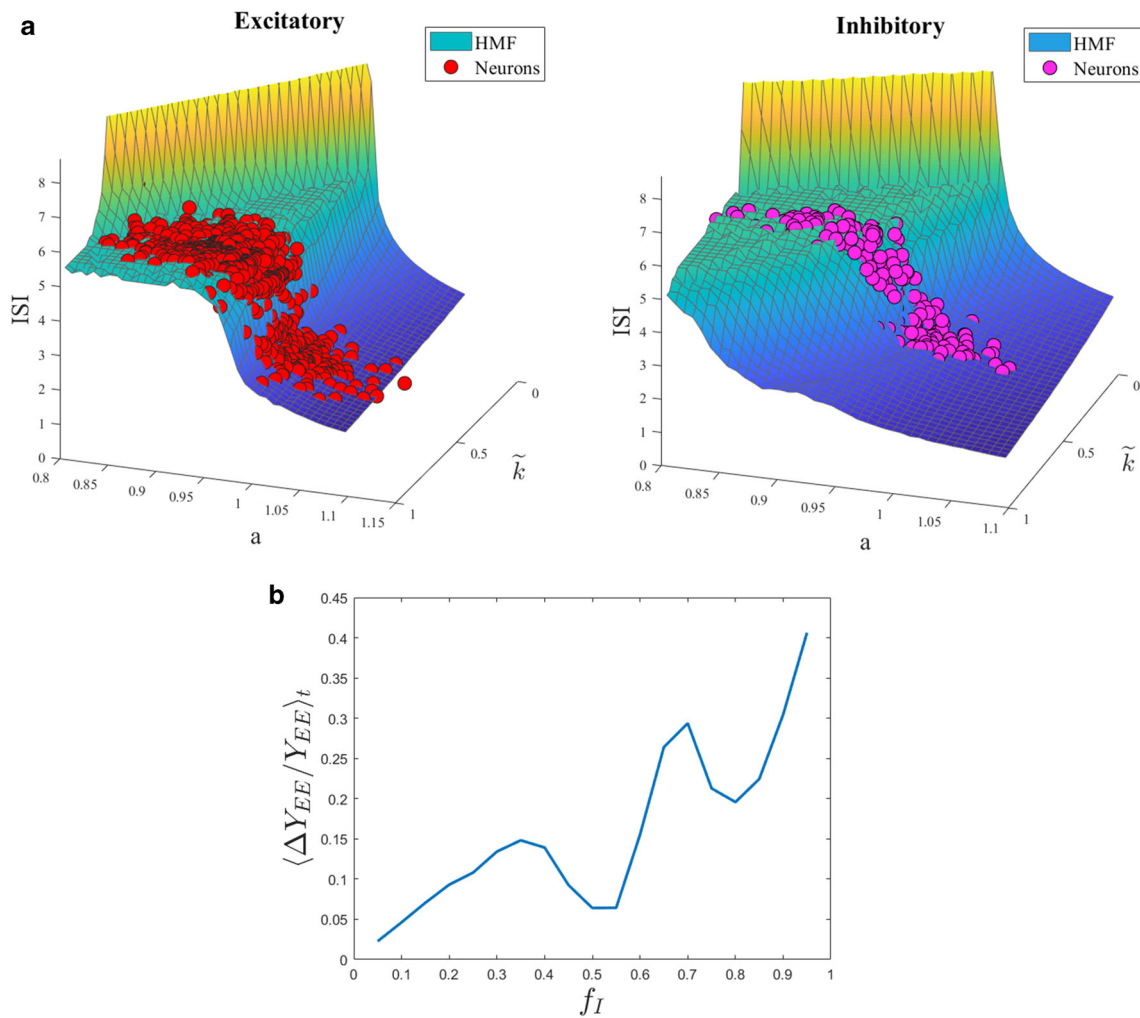 a
Excitatory
HMF
Neurons
8
7
6
5
4
3
2
1
0
ISI
0.8
0.85
0.9
0.95
1
1.05
1.1
1.15
a
0
0.5
1
k̃
Inhibitory
HMF
Neurons
8
7
6
5
4
3
2
1
0
ISI
0.8
0.85
0.9
0.95
1
1.05
1.1
a
0
0.5
1
k̃
b
0.45
0.4
0.35
0.3
0.25
0.2
0.15
0.1
0.05
0
⟨ΔY_EE/Y_EE⟩_t
0 0.1 0.2 0.3 0.4 0.5 0.6 0.7 0.8 0.9 1
f_I